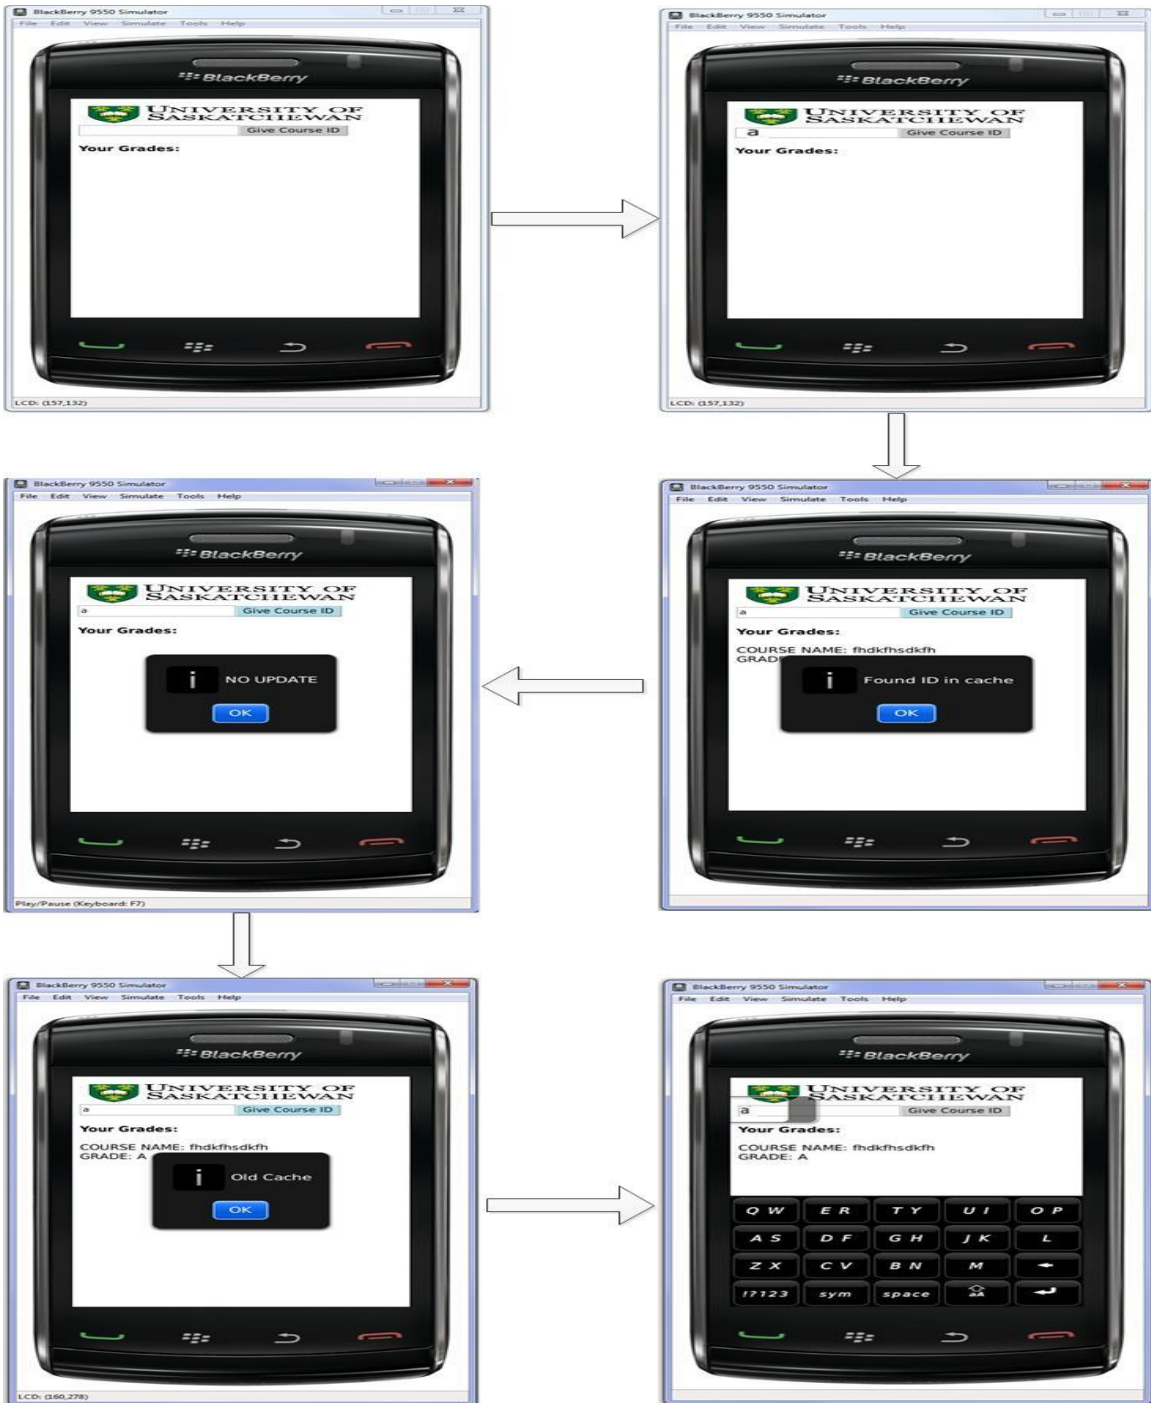 BlackBerry 9550 Simulator
File Edit View Simulate Tools Help
BlackBerry
UNIVERSITY OF
SASKATCHEWAN
Give Course ID
Your Grades:
LCD: (157,132)
BlackBerry 9550 Simulator
File Edit View Simulate Tools Help
BlackBerry
UNIVERSITY OF
SASKATCHEWAN
a Give Course ID
Your Grades:
LCD: (157,132)
BlackBerry 9550 Simulator
File Edit View Simulate Tools Help
BlackBerry
UNIVERSITY OF
SASKATCHEWAN
a Give Course ID
Your Grades:
COURSE NAME: fhdkfhsdkfh
GRAD
i Found ID in cache
OK
BlackBerry 9550 Simulator
File Edit View Simulate Tools Help
BlackBerry
UNIVERSITY OF
SASKATCHEWAN
a Give Course ID
Your Grades:
i NO UPDATE
OK
Play/Pause (Keyboard: F7)
BlackBerry 9550 Simulator
File Edit View Simulate Tools Help
BlackBerry
UNIVERSITY OF
SASKATCHEWAN
a Give Course ID
Your Grades:
COURSE NAME: fhdkfhsdkfh
GRADE: A
i Old Cache
OK
LCD: (160,278)
BlackBerry 9550 Simulator
File Edit View Simulate Tools Help
BlackBerry
UNIVERSITY OF
SASKATCHEWAN
a Give Course ID
Your Grades:
COURSE NAME: fhdkfhsdkfh
GRADE: A
Q W E R T Y U I O P
A S D F G H J K L
Z X C V B N M
!?123 sym space aA